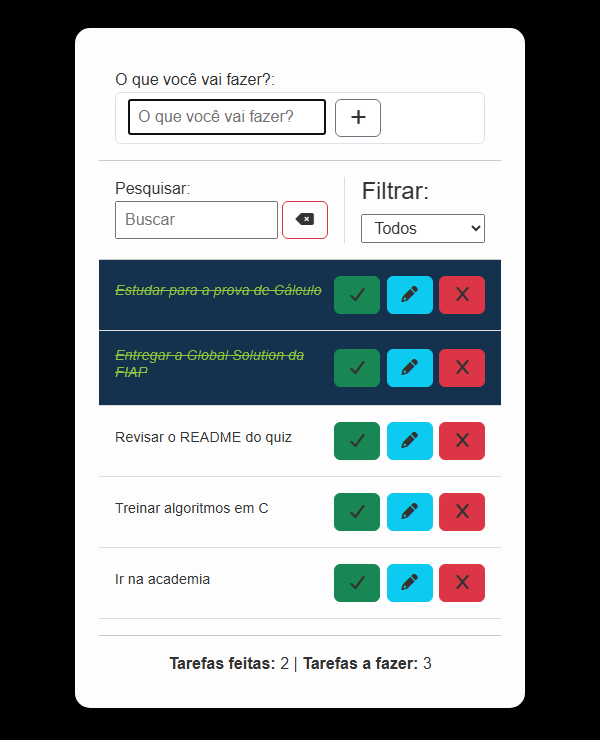 O que você vai fazer?:
O que você vai fazer?
Pesquisar:
Filtrar:
Buscar
Todos
Estudar para a prova de Cálculo
Entregar a Global Solution da
FIAP
Revisar o README do quiz
Treinar algoritmos em C
Ir na academia
Tarefas feitas: 2 | Tarefas a fazer: 3